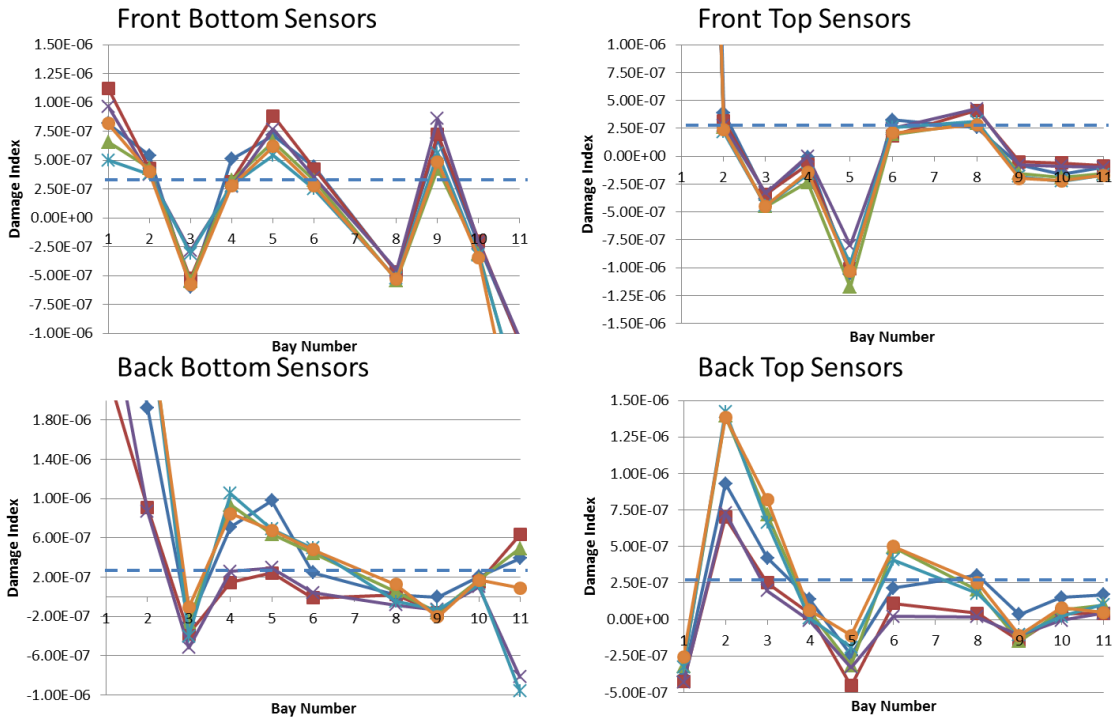 Front Bottom Sensors
1.50E-06
1.25E-06
1.00E-06
7.50E-07
5.00E-07
2.50E-07
0.00E+00
-2.50E-07
-5.00E-07
-7.50E-07
-1.00E-06
Damage Index
1 2 3 4 5 6 7 8 9 10 11
Bay Number
Front Top Sensors
1.00E-06
7.50E-07
5.00E-07
2.50E-07
0.00E+00
-2.50E-07
-5.00E-07
-7.50E-07
-1.00E-06
-1.25E-06
-1.50E-06
Damage Index
1 2 3 4 5 6 7 8 9 10 11
Bay Number
Back Bottom Sensors
1.80E-06
1.40E-06
1.00E-06
6.00E-07
2.00E-07
-2.00E-07
-6.00E-07
-1.00E-06
Damage Index
1 2 3 4 5 6 7 8 9 10 11
Bay Number
Back Top Sensors
1.50E-06
1.25E-06
1.00E-06
7.50E-07
5.00E-07
2.50E-07
0.00E+00
-2.50E-07
-5.00E-07
Damage Index
1 2 3 4 5 6 7 8 9 10 11
Bay Number